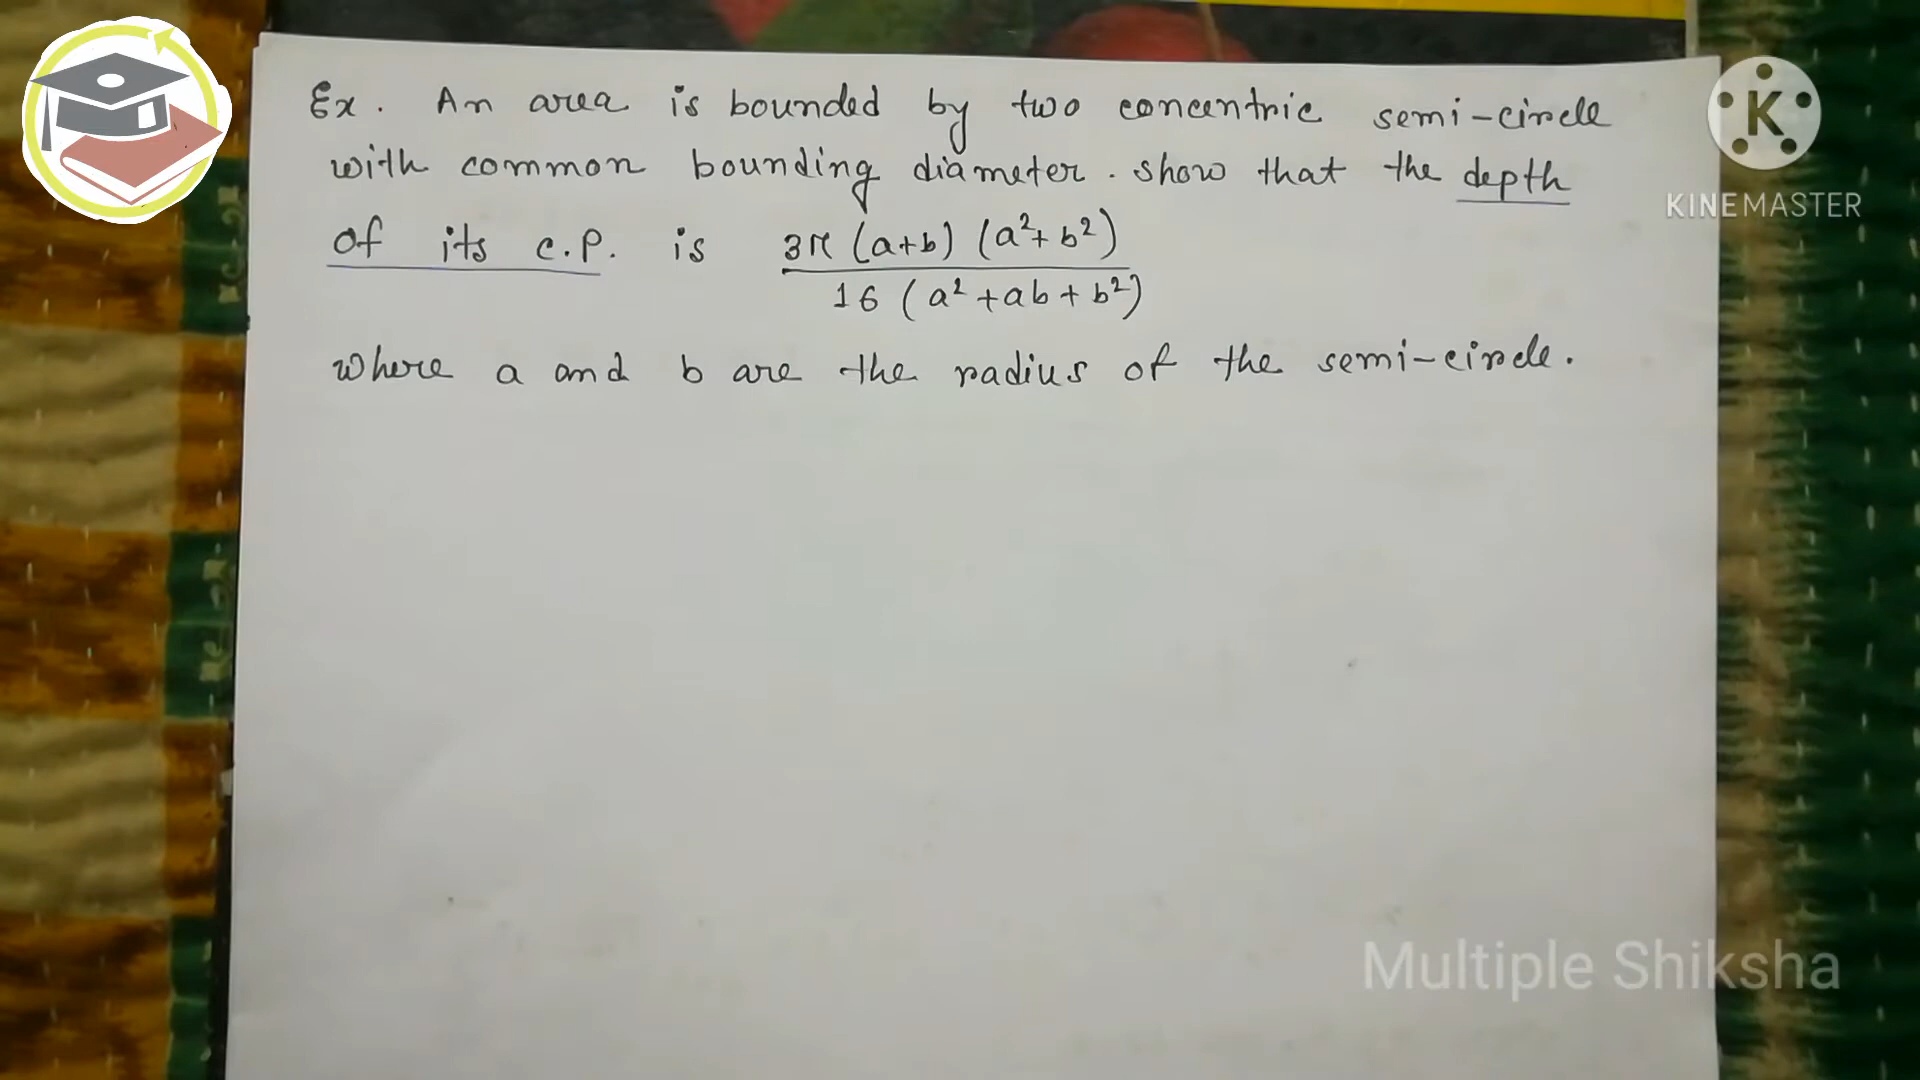 Ex. An area is bounded by two concentric semi-circle
with common bounding diameter. show that the depth
of its c.p. is 3π (a+b) (a²+b²) / 16 (a²+ab+b²)
where a and b are the radius of the semi-circle.
K
KINEMASTER
Multiple Shiksha